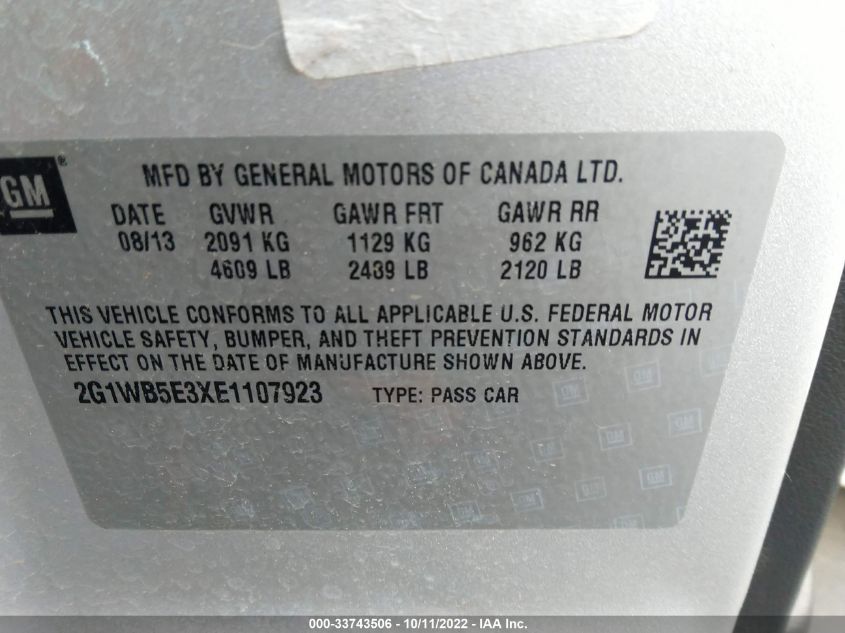 GM®
MFD BY GENERAL MOTORS OF CANADA LTD.
DATE GVWR GAWR FRT GAWR RR
08/13 2091 KG 1129 KG 962 KG
4609 LB 2489 LB 2120 LB
THIS VEHICLE CONFORMS TO ALL APPLICABLE U.S. FEDERAL MOTOR
VEHICLE SAFETY, BUMPER, AND THEFT PREVENTION STANDARDS IN
EFFECT ON THE DATE OF MANUFACTURE SHOWN ABOVE.
2G1WB5E3XE1107923 TYPE: PASS CAR
000-33743506 - 10/11/2022 - IAA Inc.